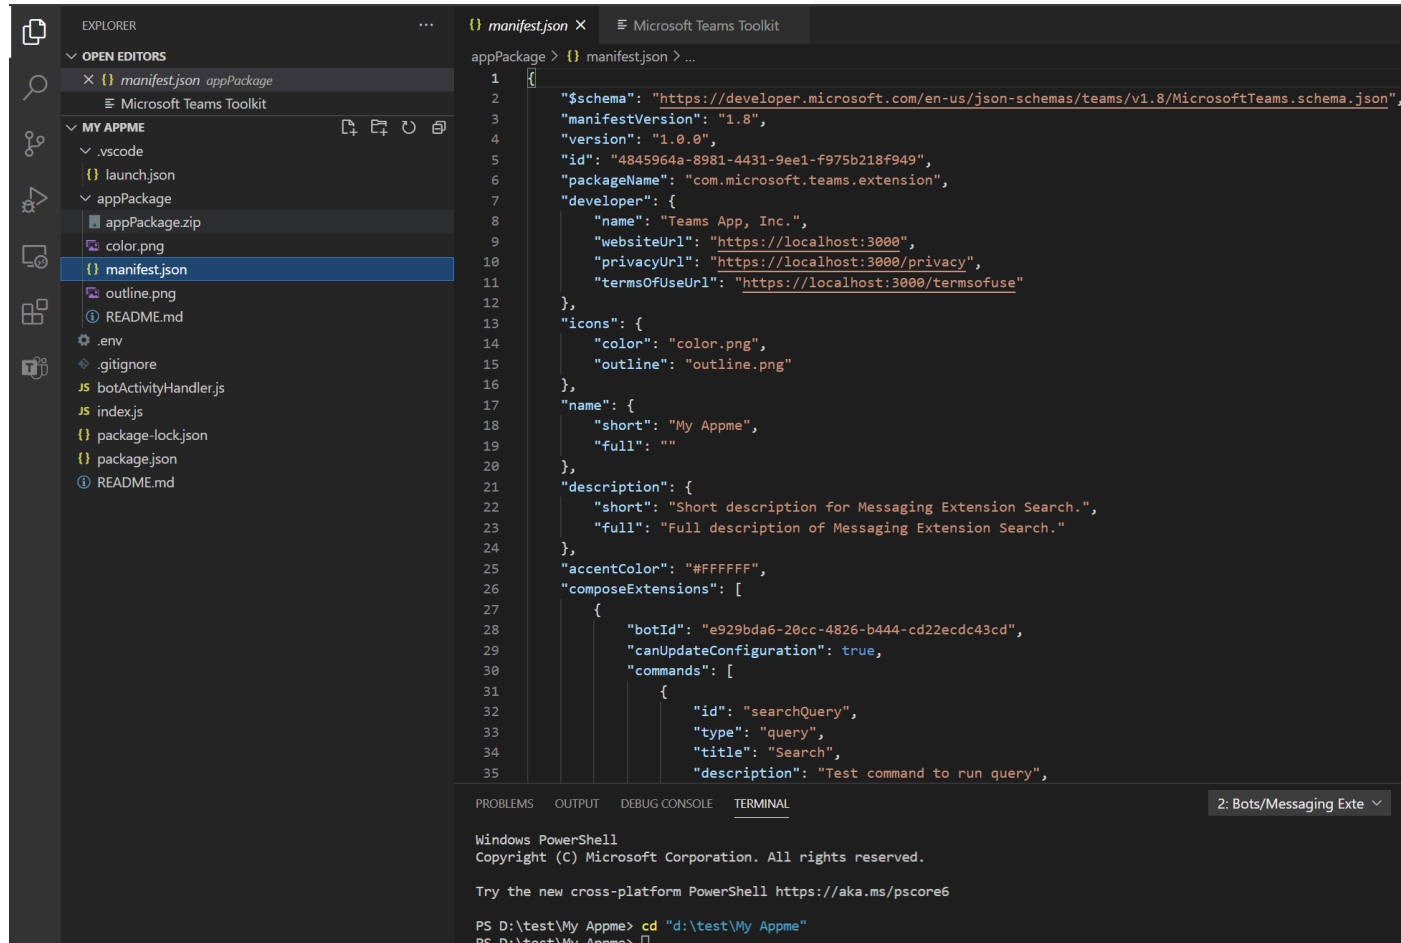 EXPLORER
OPEN EDITORS
manifest.json appPackage
Microsoft Teams Toolkit
MY APPME
.vscode
launch.json
appPackage
appPackage.zip
color.png
manifest.json
outline.png
README.md
.env
.gitignore
JS botActivityHandler.js
JS index.js
package-lock.json
package.json
README.md
manifest.json
Microsoft Teams Toolkit
appPackage > {} manifest.json > ...
1 {
2 "$schema": "https://developer.microsoft.com/en-us/json-schemas/teams/v1.8/MicrosoftTeams.schema.json",
3 "manifestVersion": "1.8",
4 "version": "1.0.0",
5 "id": "4845964a-8981-4431-9ee1-f975b218f949",
6 "packageName": "com.microsoft.teams.extension",
7 "developer": {
8 "name": "Teams App, Inc.",
9 "websiteUrl": "https://localhost:3000",
10 "privacyUrl": "https://localhost:3000/privacy",
11 "termsOfUseUrl": "https://localhost:3000/termsofuse"
12 },
13 "icons": {
14 "color": "color.png",
15 "outline": "outline.png"
16 },
17 "name": {
18 "short": "My Appme",
19 "full": ""
20 },
21 "description": {
22 "short": "Short description for Messaging Extension Search.",
23 "full": "Full description of Messaging Extension Search."
24 },
25 "accentColor": "#FFFFFF",
26 "composeExtensions": [
27 {
28 "botId": "e929bda6-20cc-4826-b444-cd22ecdc43cd",
29 "canUpdateConfiguration": true,
30 "commands": [
31 {
32 "id": "searchQuery",
33 "type": "query",
34 "title": "Search",
35 "description": "Test command to run query",
PROBLEMS OUTPUT DEBUG CONSOLE TERMINAL 2: Bots/Messaging Exte
Windows PowerShell
Copyright (C) Microsoft Corporation. All rights reserved.
Try the new cross-platform PowerShell https://aka.ms/pscore6
PS D:\test\My Appme> cd "d:\test\My Appme"
PS D:\test\My Appme>